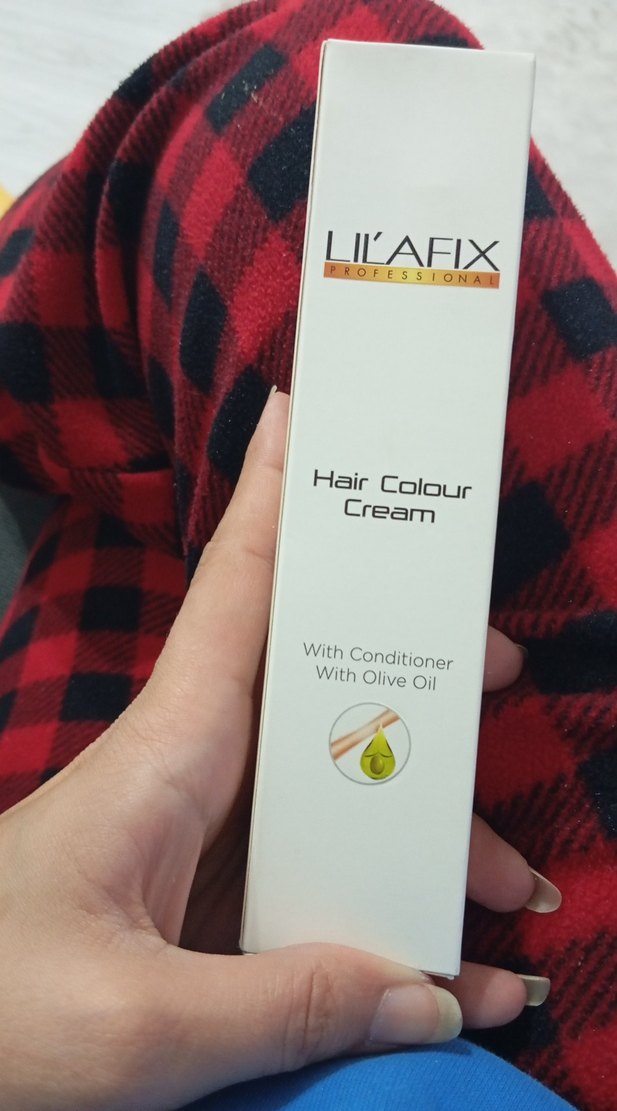 LIL'AFIX
PROFESSIONAL
Hair Colour
Cream
With Conditioner
With Olive Oil